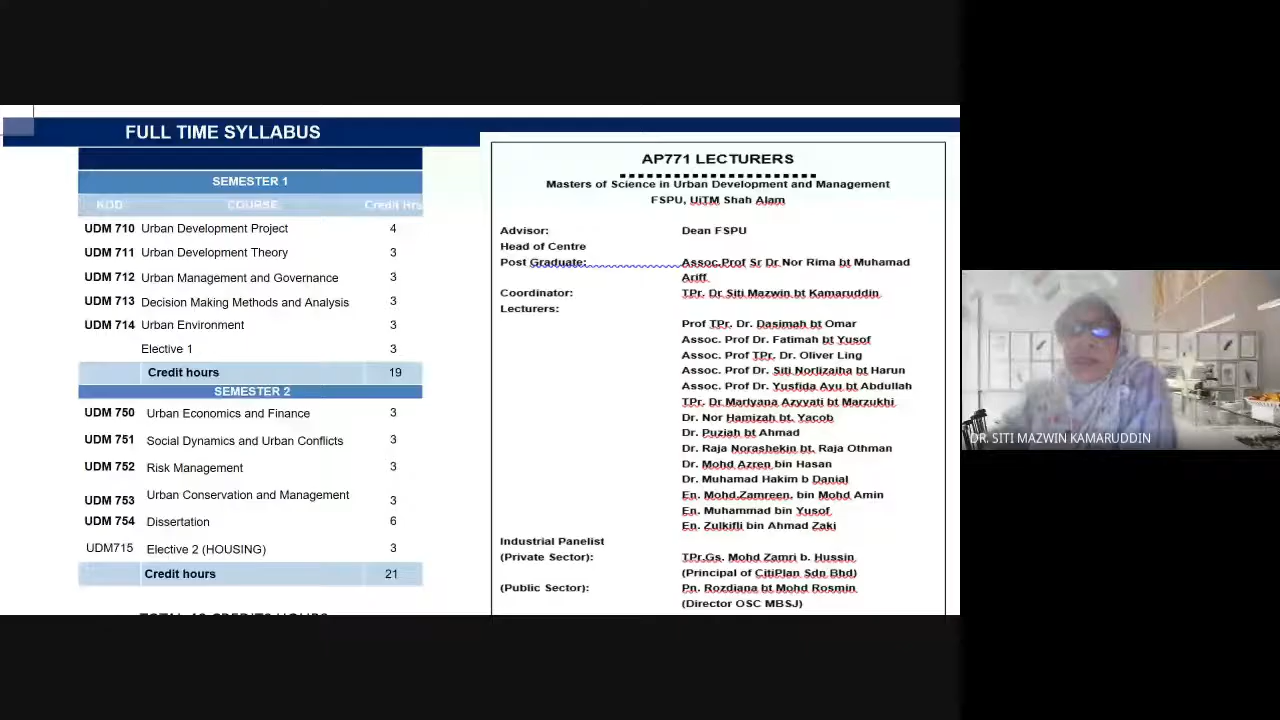 FULL TIME SYLLABUS
SEMESTER 1
KOD COURSE Credit Hrs
UDM 710 Urban Development Project 4
UDM 711 Urban Development Theory 3
UDM 712 Urban Management and Governance 3
UDM 713 Decision Making Methods and Analysis 3
UDM 714 Urban Environment 3
Elective 1 3
Credit hours 19
SEMESTER 2
UDM 750 Urban Economics and Finance 3
UDM 751 Social Dynamics and Urban Conflicts 3
UDM 752 Risk Management 3
UDM 753 Urban Conservation and Management 3
UDM 754 Dissertation 6
UDM715 Elective 2 (HOUSING) 3
Credit hours 21
TOTAL 40 CREDITS HOURS
AP771 LECTURERS
Masters of Science in Urban Development and Management
FSPU, UiTM Shah Alam
Advisor: Dean FSPU
Head of Centre
Post Graduate: Assoc.Prof Sr Dr Nor Rima bt Muhamad
Ariff
Coordinator: TPr. Dr Siti Mazwin bt Kamaruddin
Lecturers:
Prof TPr. Dr. Dasimah bt Omar
Assoc. Prof Dr. Fatimah bt Yusof
Assoc. Prof TPr. Dr. Oliver Ling
Assoc. Prof Dr. Siti Norlizaiha bt Harun
Assoc. Prof Dr. Yusfida Ayu bt Abdullah
TPr. Dr Marlyana Azyyati bt Marzukhi
Dr. Nor Hamizah bt. Yacob
Dr. Puziah bt Ahmad
Dr. Raja Norashekin bt. Raja Othman
Dr. Mohd Azren bin Hasan
Dr. Muhamad Hakim b Danial
En. Mohd.Zamreen. bin Mohd Amin
En. Muhammad bin Yusof
En. Zulkifli bin Ahmad Zaki
Industrial Panelist
(Private Sector): TPr.Gs. Mohd Zamri b. Hussin
(Principal of CitiPlan Sdn Bhd)
(Public Sector): Pn. Rozdiana bt Mohd Rosmin
(Director OSC MBSJ)
DR. SITI MAZWIN KAMARUDDIN